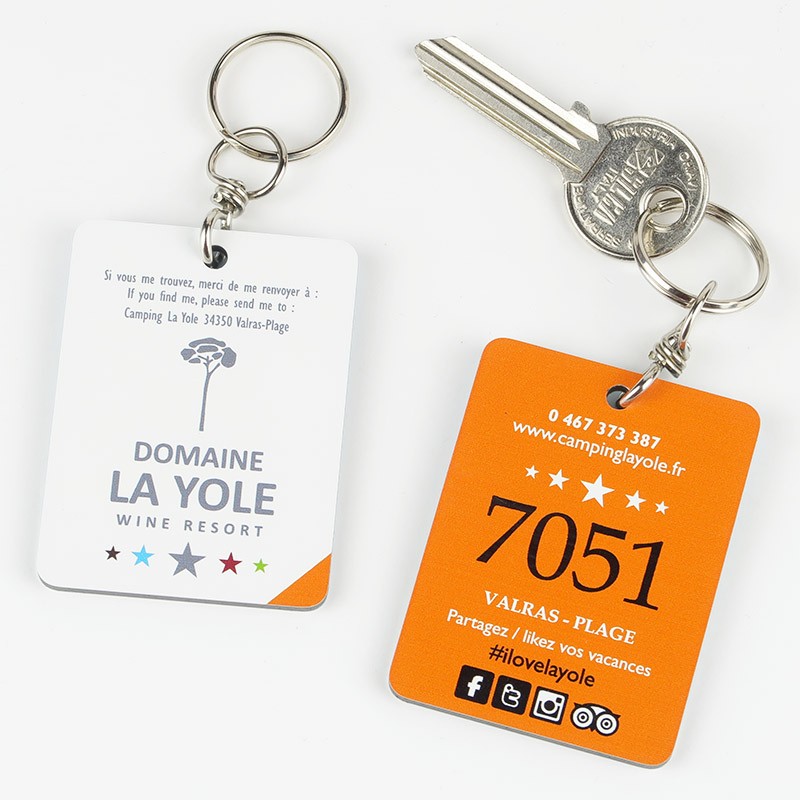 Si vous me trouvez, merci de me renvoyer à :
If you find me, please send me to :
Camping La Yole 34350 Valras-Plage
DOMAINE
LA YOLE
WINE RESORT
INDUSTRIA
ITALY
0 467 373 387
www.campinglayole.fr
7051
VALRAS - PLAGE
Partagez / likez vos vacances
#ilovelayole